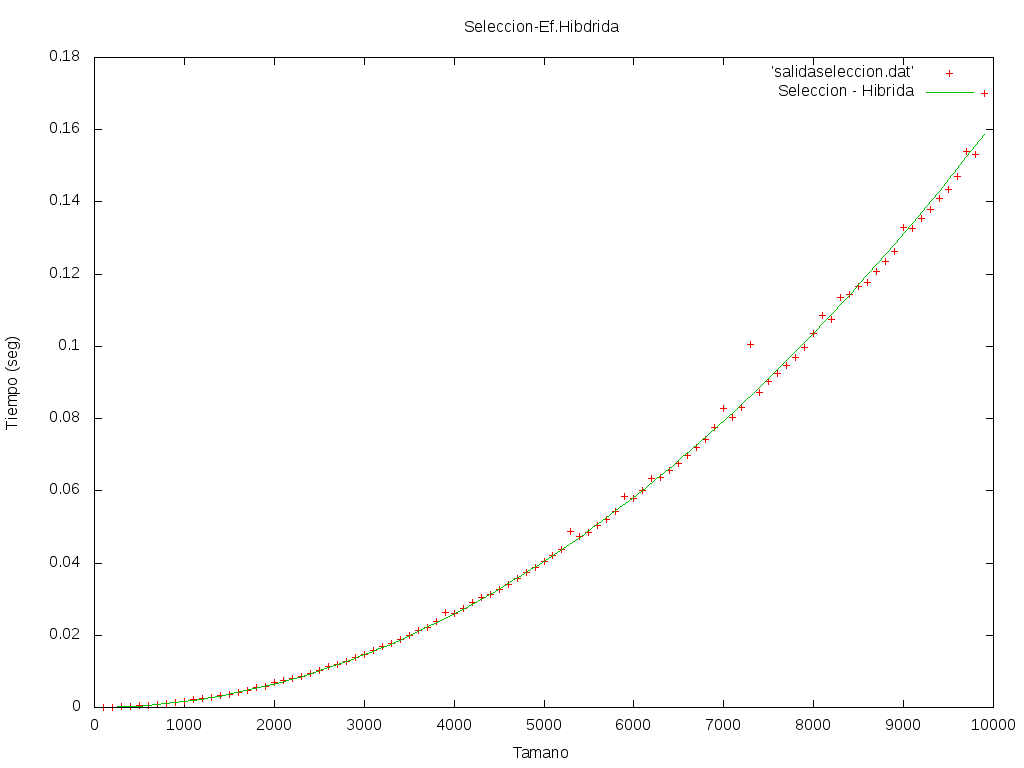 Seleccion-Ef.Hibdrida
'salidaseleccion.dat'
Seleccion - Hibrida
Tiempo (seg)
0.18
0.16
0.14
0.12
0.1
0.08
0.06
0.04
0.02
0
0 1000 2000 3000 4000 5000 6000 7000 8000 9000 10000
Tamano